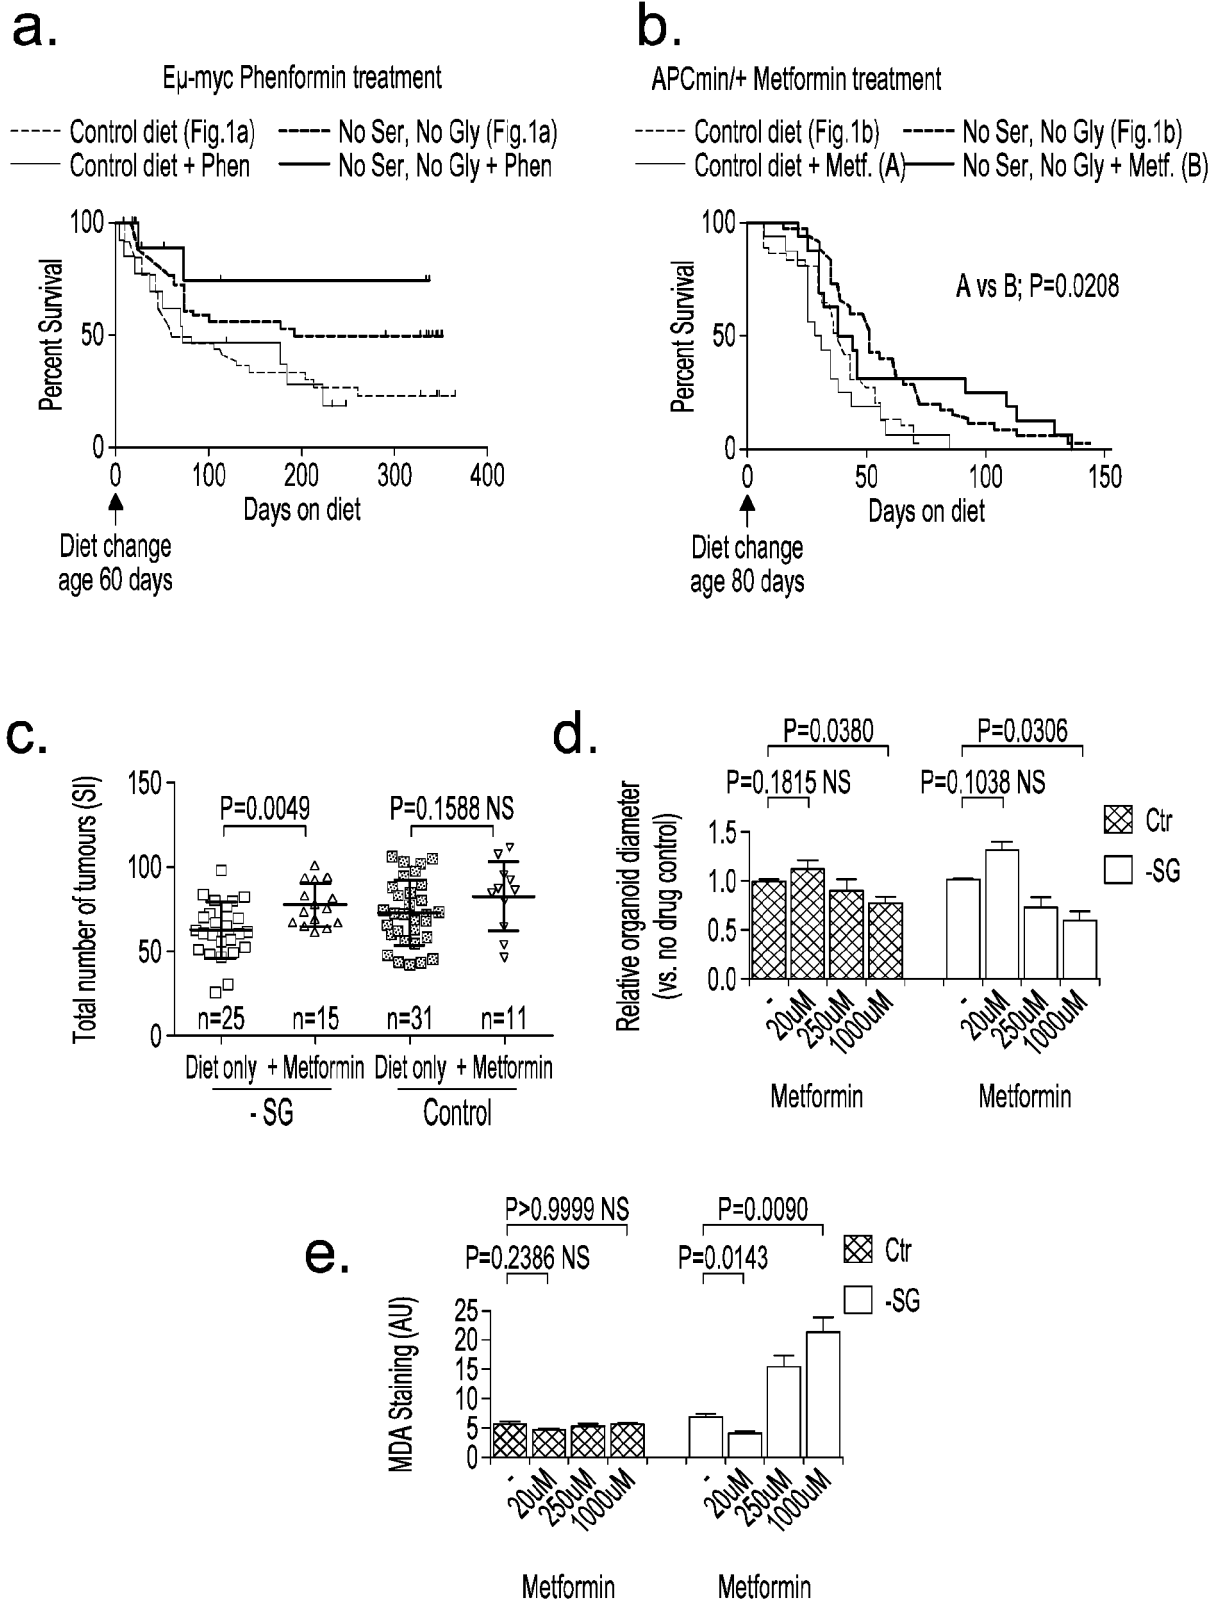 a.
Eµ-myc Phenformin treatment
Control diet (Fig.1a)
No Ser, No Gly (Fig.1a)
Control diet + Phen
No Ser, No Gly + Phen
Percent Survival
100
50
0
0 100 200 300 400
Days on diet
Diet change
age 60 days
b.
APCmin/+ Metformin treatment
Control diet (Fig.1b)
No Ser, No Gly (Fig.1b)
Control diet + Metf. (A)
No Ser, No Gly + Metf. (B)
Percent Survival
100
50
0
A vs B; P=0.0208
0 50 100 150
Days on diet
Diet change
age 80 days
c.
Total number of tumours (SI)
150
100
50
0
P=0.0049
P=0.1588 NS
n=25 n=15 n=31 n=11
Diet only + Metformin Diet only + Metformin
- SG Control
d.
P=0.0380
P=0.0306
P=0.1815 NS
P=0.1038 NS
Ctr
-SG
Relative organoid diameter
(vs. no drug control)
1.5
1.0
0.5
0.0
- 20uM 250uM 1000uM - 20uM 250uM 1000uM
Metformin Metformin
e.
P>0.9999 NS
P=0.0090
P=0.2386 NS
P=0.0143
Ctr
-SG
MDA Staining (AU)
25
20
15
10
5
0
- 20uM 250uM 1000uM - 20uM 250uM 1000uM
Metformin Metformin